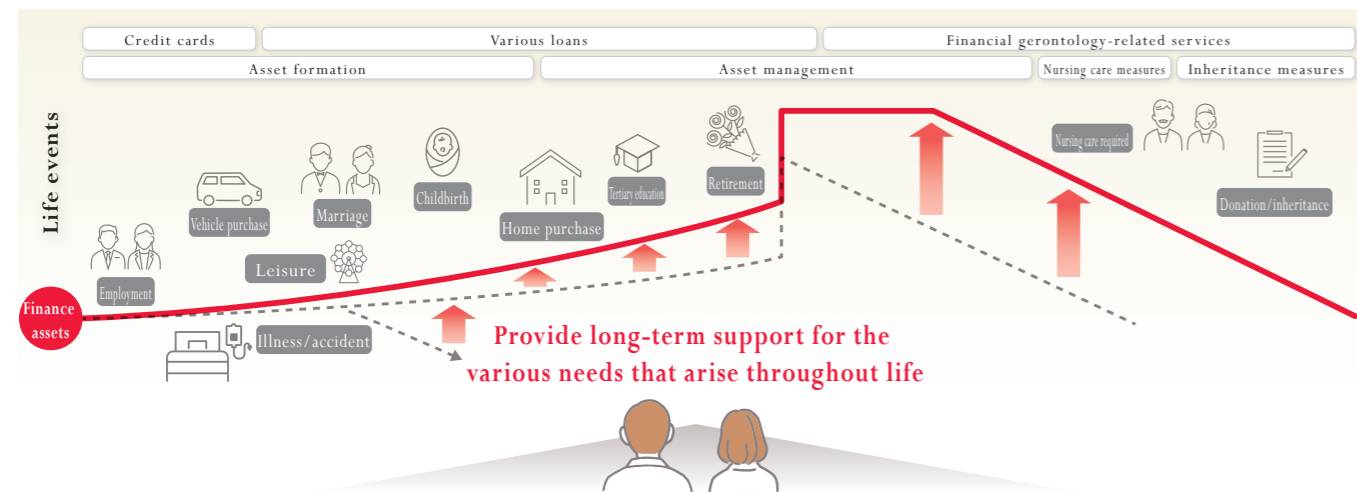 Credit cards
Various loans
Financial gerontology-related services
Asset formation
Asset management
Nursing care measures
Inheritance measures
Life events
Employment
Vehicle purchase
Leisure
Marriage
Childbirth
Home purchase
Tertiary education
Retirement
Nursing care required
Donation/inheritance
Finance
assets
Illness/accident
Provide long-term support for the
various needs that arise throughout life